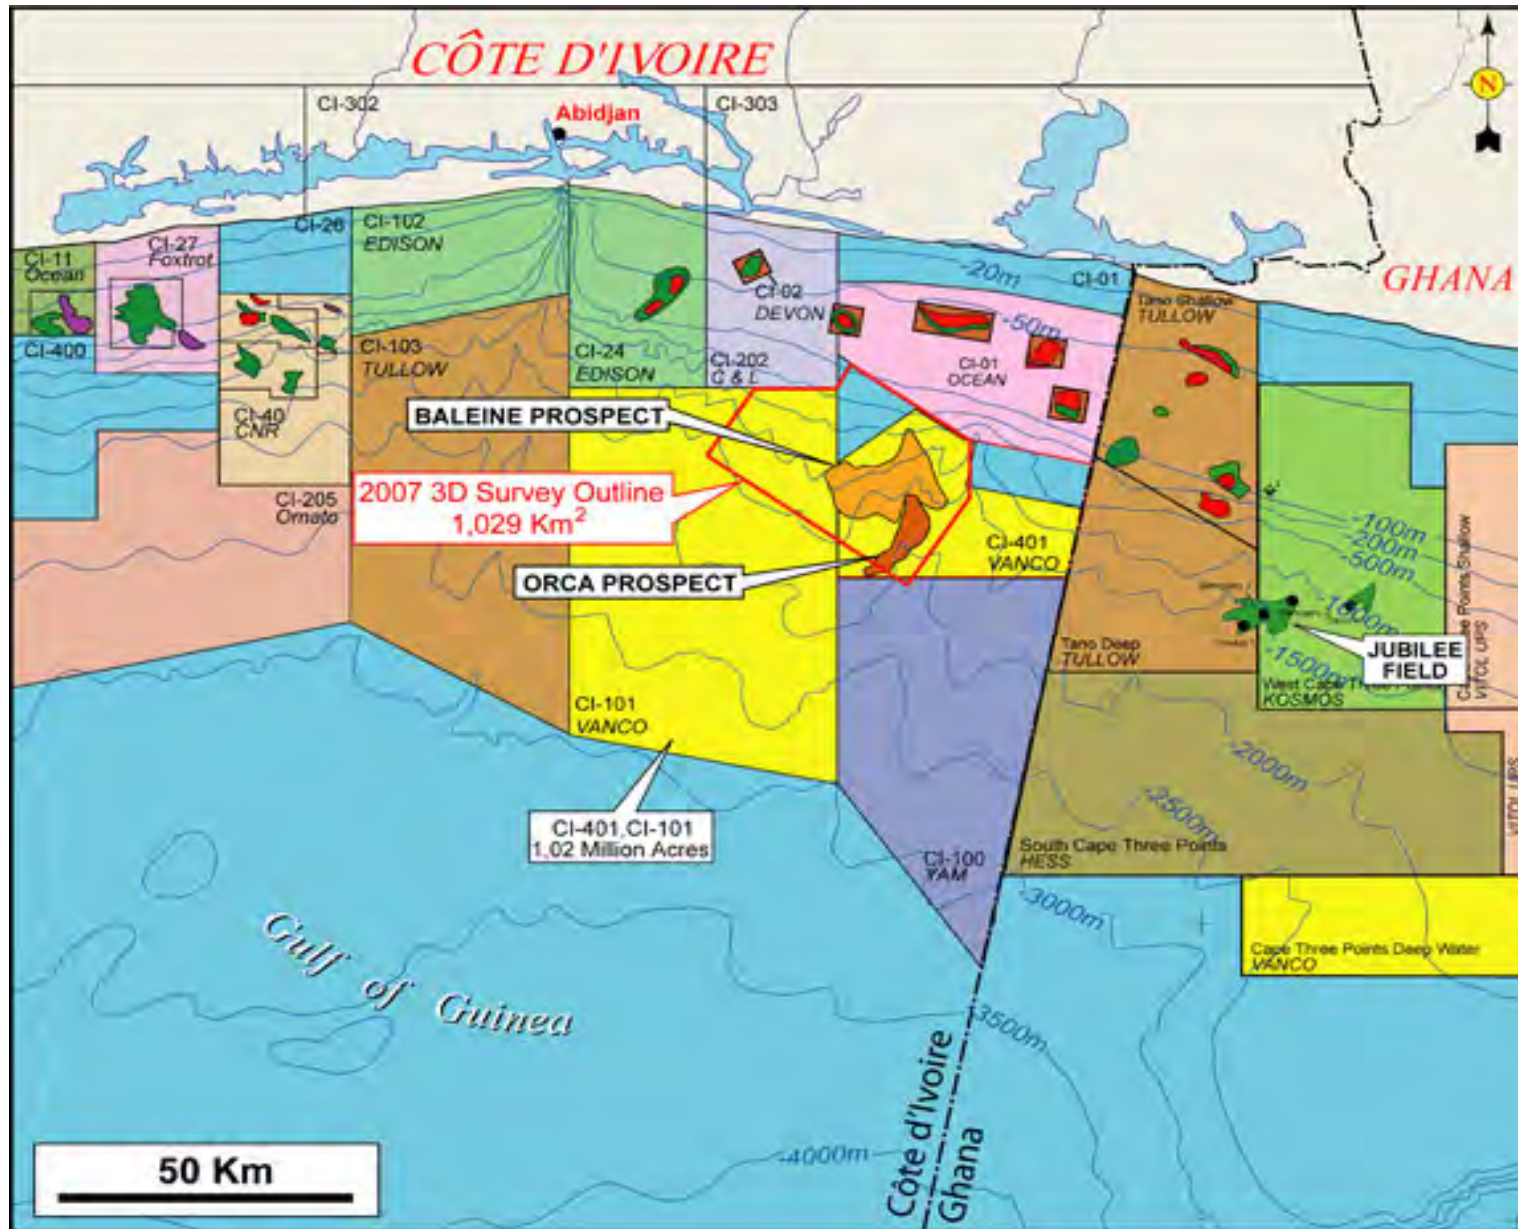 CÔTE D'IVOIRE
N
CI-302
CI-303
Abidjan
GHANA
CI-11
Ocean
CI-27
Foxtrot
CI-26
CI-102
EDISON
CI-02
DEVON
-20m
CI-01
Tano Shallow
TULLOW
-50m
CI-400
CI-103
TULLOW
CI-24
EDISON
CI-202
C & L
CI-01
OCEAN
CI-40
CNR
BALEINE PROSPECT
2007 3D Survey Outline
1,029 Km²
CI-205
Ornato
-100m
-200m
-500m
CI-401
VANCO
ORCA PROSPECT
-1000m
JUBILEE
FIELD
-1500m
Tano Deep
TULLOW
West Cape Three Points
KOSMOS
VITOL UPS
VITOL UPS
CI-101
VANCO
-2000m
-2500m
CI-401,CI-101
1,02 Million Acres
CI-100
YAM
South Cape Three Points
HESS
-3000m
Cape Three Points Deep Water
VANCO
Gulf of Guinea
-3500m
Côte d'Ivoire
Ghana
-4000m
50 Km